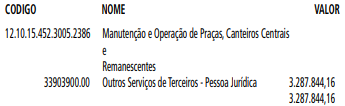 CODIGO NOME VALOR
12.10.15.452.3005.2386 Manutenção e Operação de Praças, Canteiros Centrais
e
Remanescentes
33903900.00 Outros Serviços de Terceiros - Pessoa Jurídica 3.287.844,16
3.287.844,16